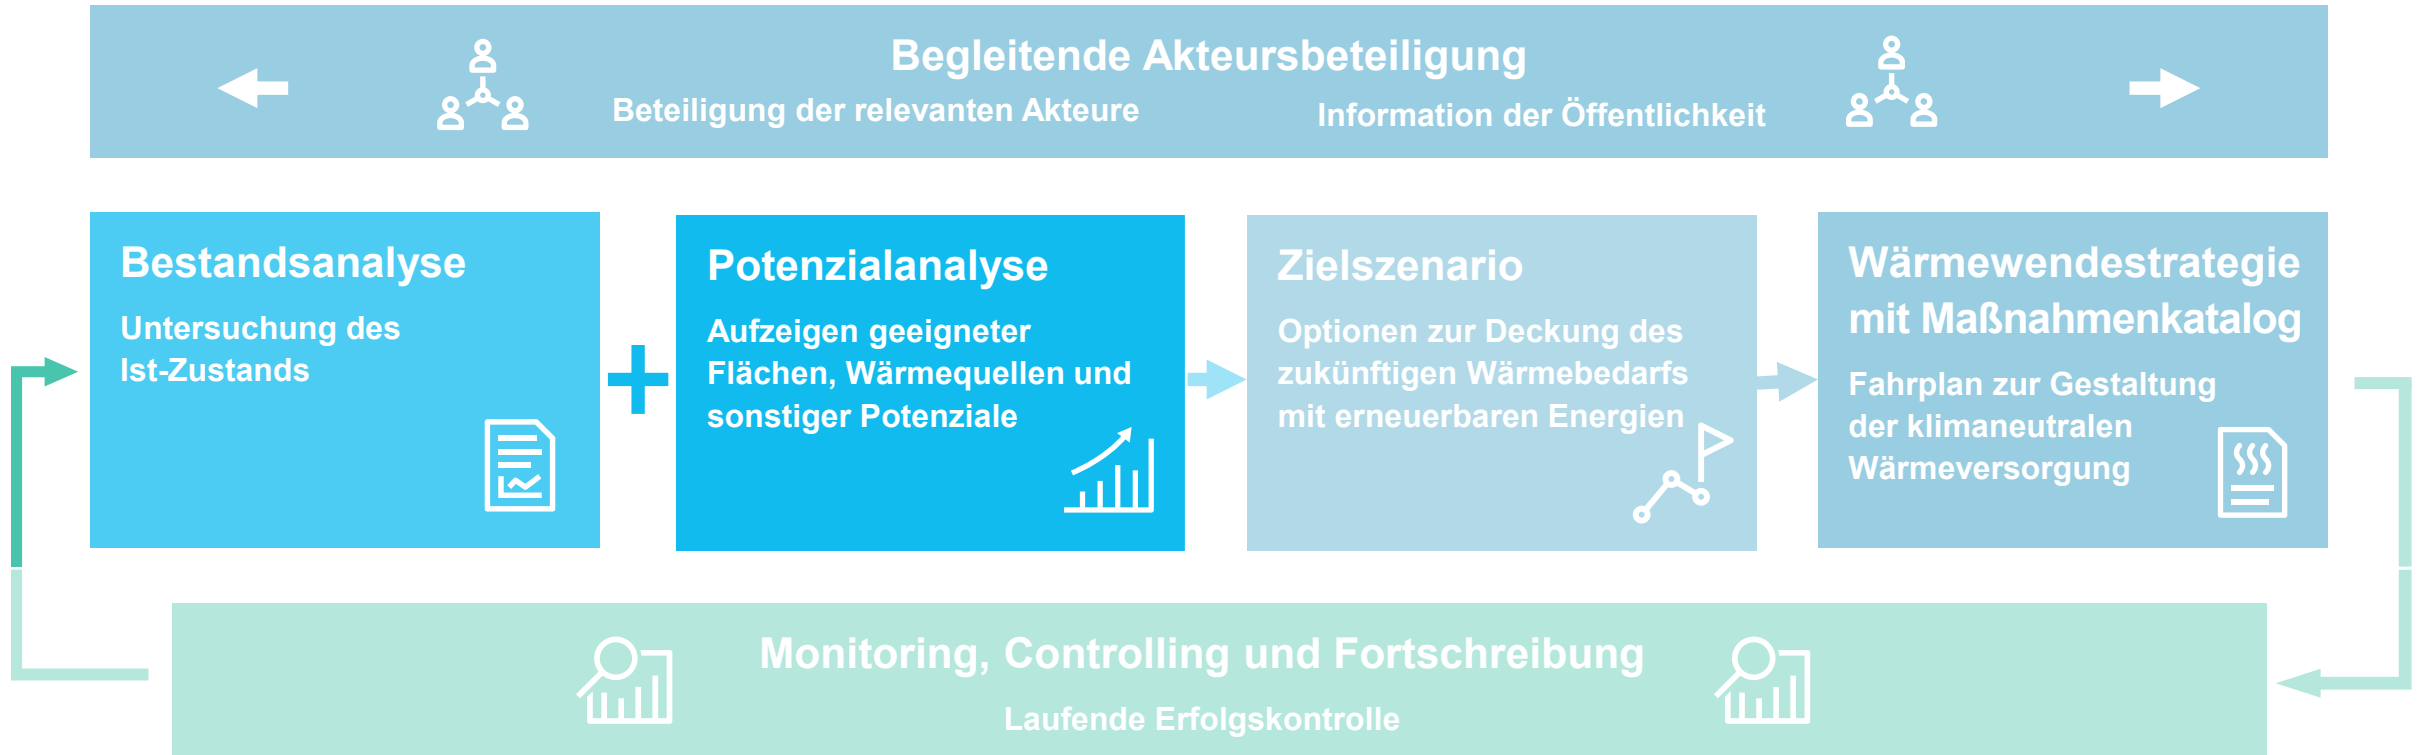 Begleitende Akteursbeteiligung
Beteiligung der relevanten Akteure
Information der Öffentlichkeit
Bestandsanalyse
Untersuchung des
Ist-Zustands
Potenzialanalyse
Aufzeigen geeigneter
Flächen, Wärmequellen und
sonstiger Potenziale
Zielszenario
Optionen zur Deckung des
zukünftigen Wärmebedarfs
mit erneuerbaren Energien
Wärmewendestrategie
mit Maßnahmenkatalog
Fahrplan zur Gestaltung
der klimaneutralen
Wärmeversorgung
Monitoring, Controlling und Fortschreibung
Laufende Erfolgskontrolle